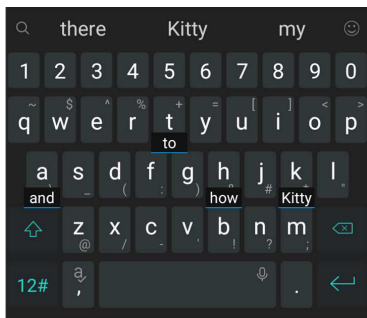 there Kitty my
1 2 3 4 5 6 7 8 9 0
~ $ ^ % + = [ ] < >
q w e r t y u i o p
to
a s d f g h j k l
_ ( : ) #
and how Kitty
z x c v b n m
@ / - ' ! ? ;
12# a , .